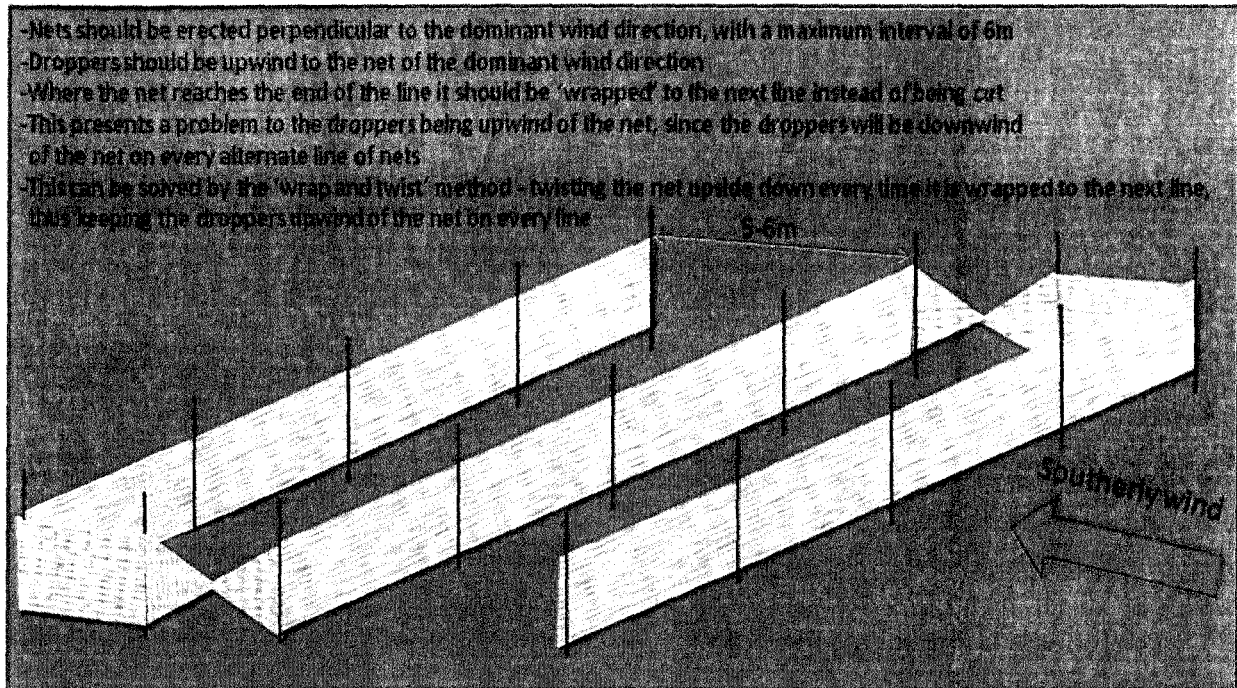 -Nets should be erected perpendicular to the dominant wind direction, with a maximum interval of 6m
-Droppers should be upwind to the net of the dominant wind direction
-Where the net reaches the end of the line it should be 'wrapped' to the next line instead of being cut
-This presents a problem to the droppers being upwind of the net, since the droppers will be downwind
of the net on every alternate line of nets
-This can be solved by the 'wrap and twist' method - twisting the net upside down every time it is wrapped to the next line,
thus keeping the droppers upwind of the net on every line
5-6m
Southerly wind